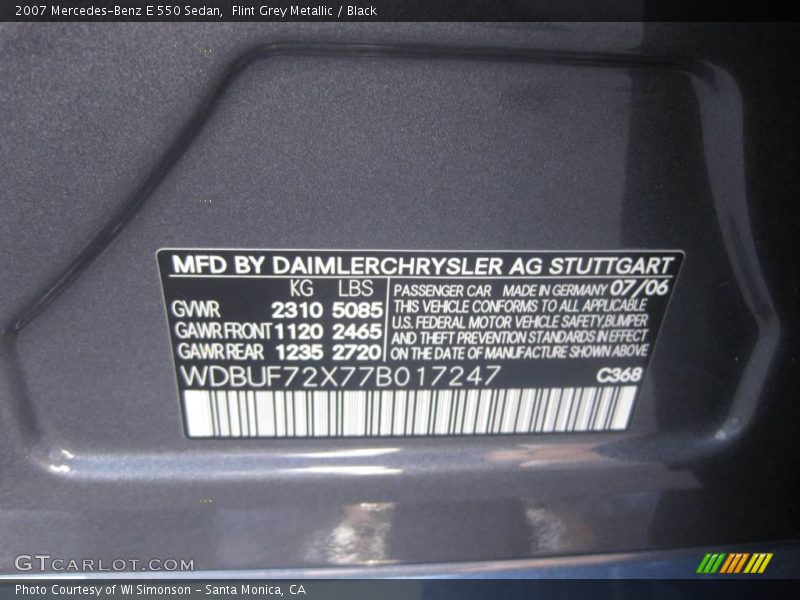 2007 Mercedes-Benz E 550 Sedan,  Flint Grey Metallic / Black
MFD BY DAIMLERCHRYSLER AG STUTTGART
KG LBS
GVWR 2310 5085
GAWR FRONT 1120 2465
GAWR REAR 1235 2720
PASSENGER CAR MADE IN GERMANY 07/06
THIS VEHICLE CONFORMS TO ALL APPLICABLE
U.S. FEDERAL MOTOR VEHICLE SAFETY,BUMPER
AND THEFT PREVENTION STANDARDS IN EFFECT
ON THE DATE OF MANUFACTURE SHOWN ABOVE
WDBUF72X77B017247 C368
GTCARLOT.COM
Photo Courtesy of WI Simonson – Santa Monica, CA